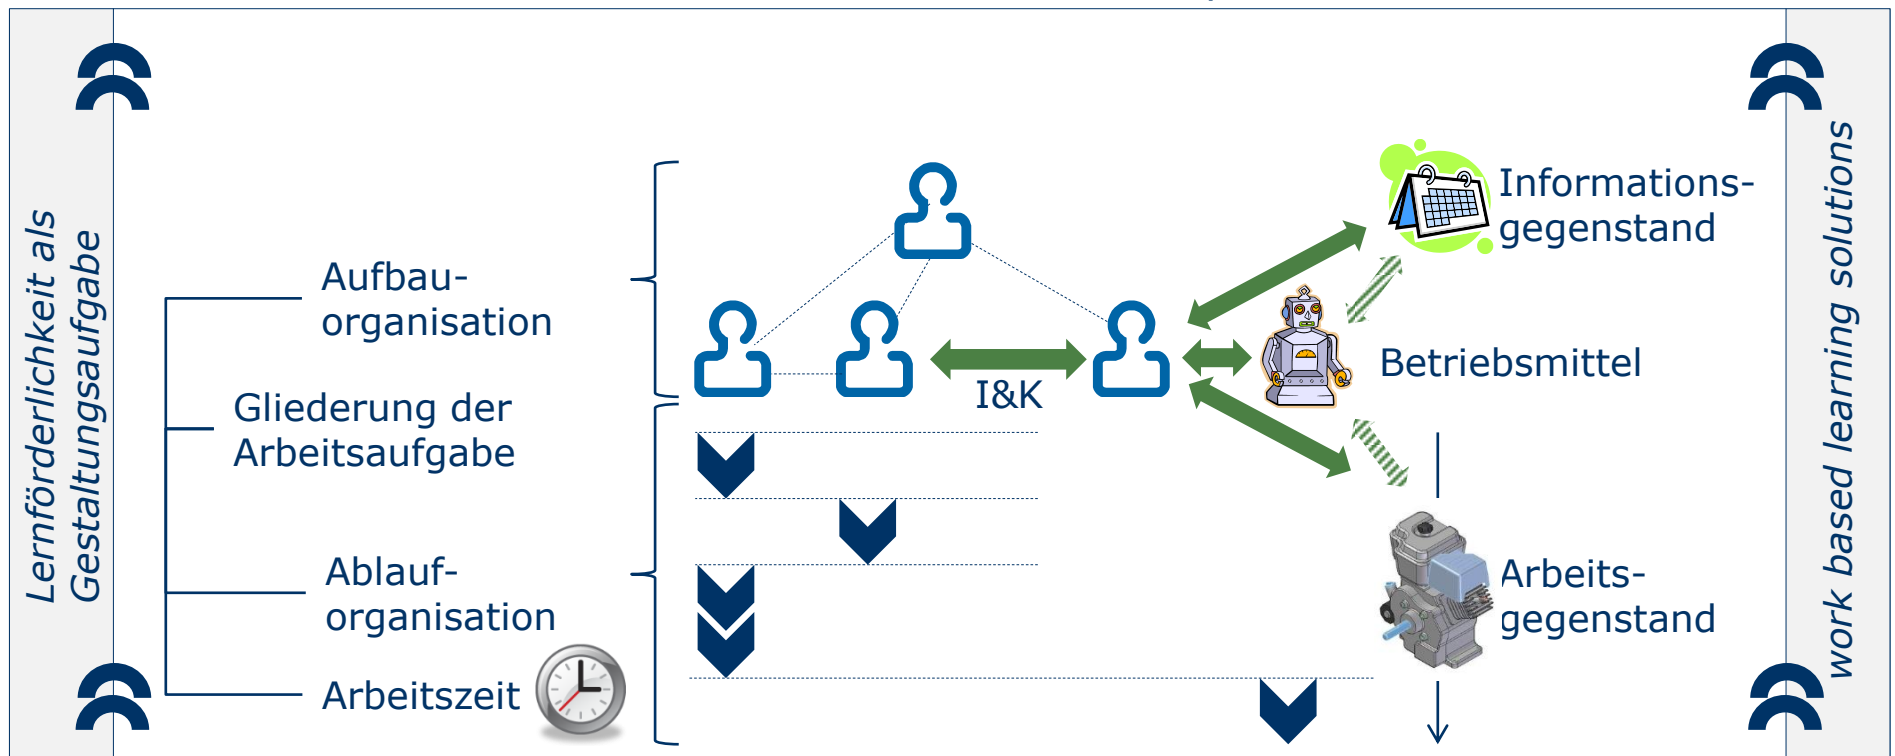 Lernförderlichkeit als
Gestaltungsaufgabe
Aufbau-
organisation
Gliederung der
Arbeitsaufgabe
Ablauf-
organisation
Arbeitszeit
I&K
Informations-
gegenstand
Betriebsmittel
Arbeits-
gegenstand
work based learning solutions